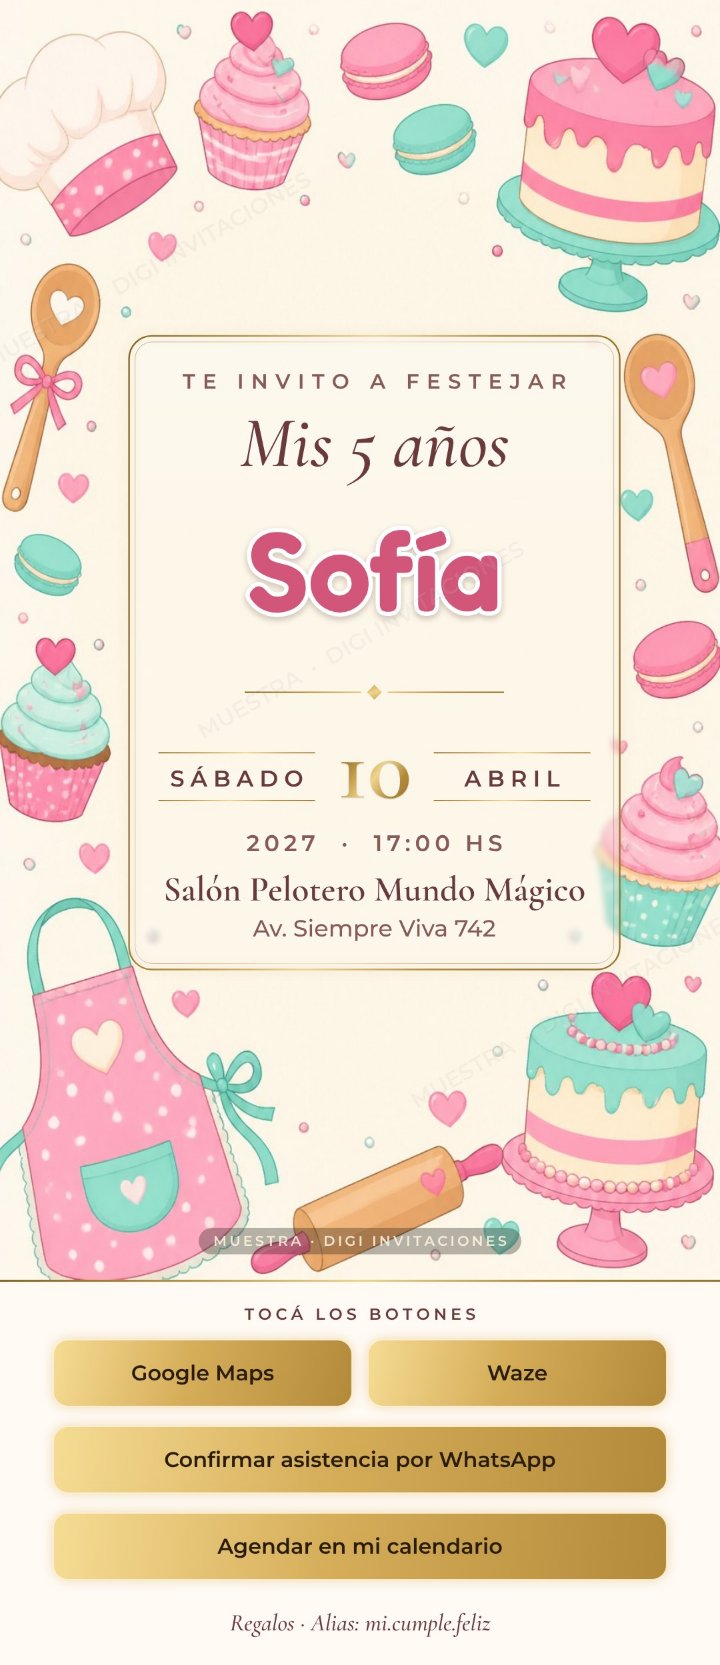 TE INVITO A FESTEJAR
Mis 5 años
Sofía
SÁBADO 10 ABRIL
2027 · 17:00 HS
Salón Pelotero Mundo Mágico
Av. Siempre Viva 742
MUESTRA · DIGI INVITACIONES
TOCÁ LOS BOTONES
Google Maps
Waze
Confirmar asistencia por WhatsApp
Agendar en mi calendario
Regalos · Alias: mi.cumple.feliz